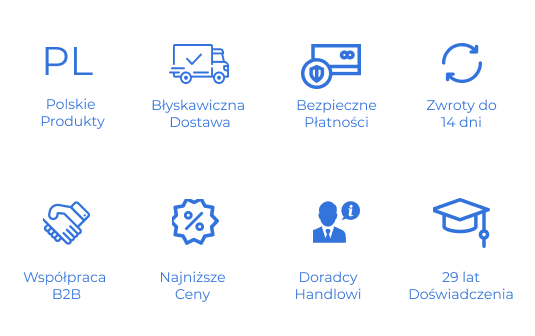 PL
Polskie
Produkty
Błyskawiczna
Dostawa
Bezpieczne
Płatności
Zwroty do
14 dni
Współpraca
B2B
%
Najniższe
Ceny
i
Doradcy
Handlowi
29 lat
Doświadczenia